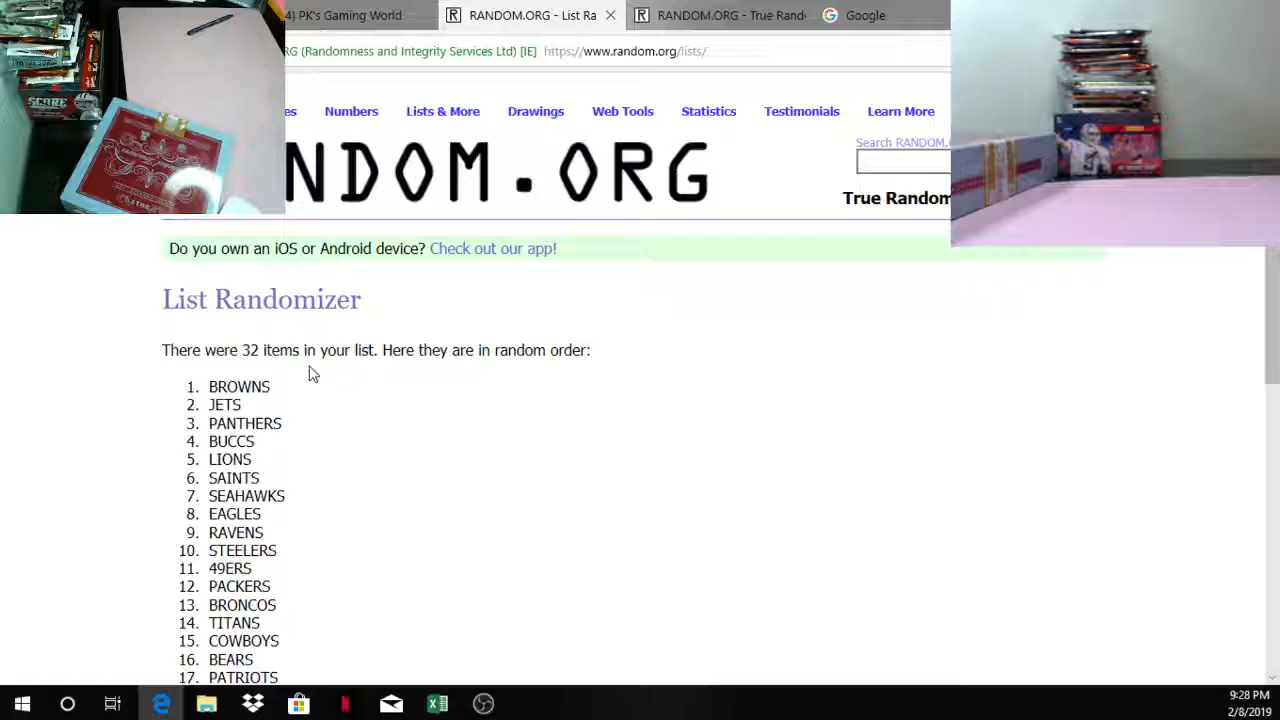 4) PK's Gaming World
RANDOM.ORG - List Ra
RANDOM.ORG - True Rand
Google
RG (Randomness and Integrity Services Ltd) [IE] https://www.random.org/lists/
es Numbers Lists & More Drawings Web Tools Statistics Testimonials Learn More
NDOM.ORG
Search RANDOM.
True Random
SCORE
Do you own an iOS or Android device? Check out our app!
List Randomizer
There were 32 items in your list. Here they are in random order:
1. BROWNS
2. JETS
3. PANTHERS
4. BUCCS
5. LIONS
6. SAINTS
7. SEAHAWKS
8. EAGLES
9. RAVENS
10. STEELERS
11. 49ERS
12. PACKERS
13. BRONCOS
14. TITANS
15. COWBOYS
16. BEARS
17. PATRIOTS
9:28 PM
2/8/2019